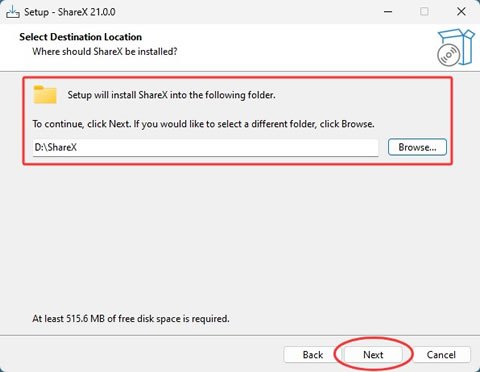 Setup - ShareX 21.0.0
Select Destination Location
Where should ShareX be installed?
Setup will install ShareX into the following folder.
To continue, click Next. If you would like to select a different folder, click Browse.
D:\ShareX
Browse...
At least 515.6 MB of free disk space is required.
Back
Next
Cancel